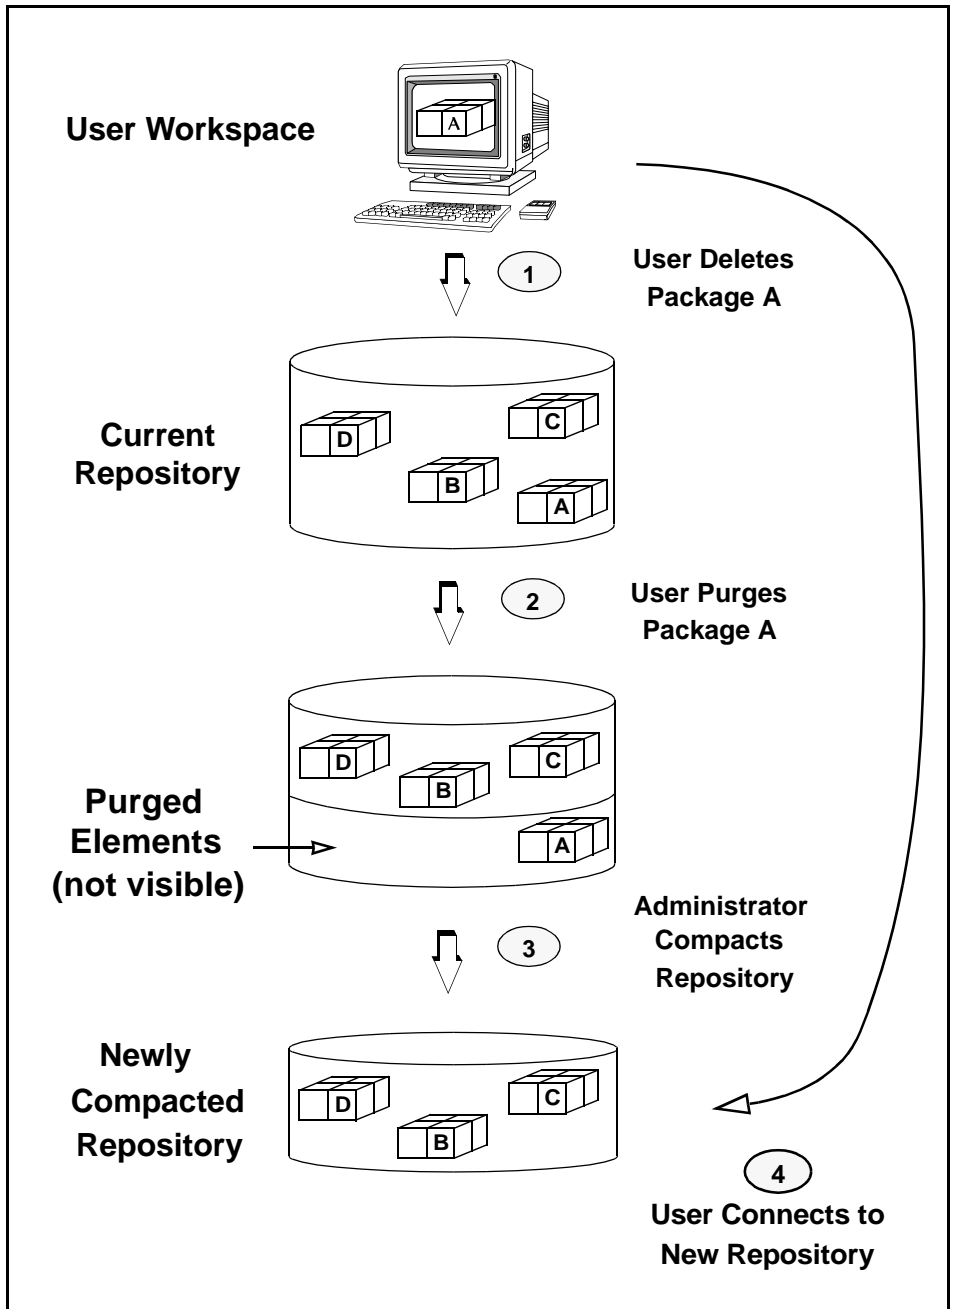 A
User Workspace
1
User Deletes
Package A
Current
Repository
D
C
B
A
2
User Purges
Package A
D
C
B
Purged
Elements
(not visible)
A
3
Administrator
Compacts
Repository
Newly
Compacted
Repository
D
C
B
4
User Connects to
New Repository